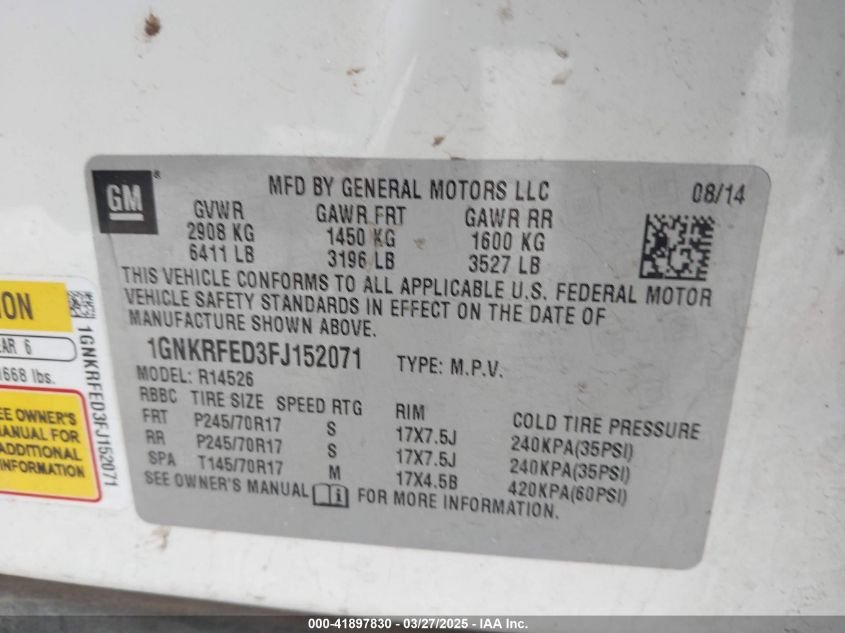 GM ®
MFD BY GENERAL MOTORS LLC 08/14
GVWR GAWR FRT GAWR RR
2908 KG 1450 KG 1600 KG
6411 LB 3196 LB 3527 LB
THIS VEHICLE CONFORMS TO ALL APPLICABLE U.S. FEDERAL MOTOR
VEHICLE SAFETY STANDARDS IN EFFECT ON THE DATE OF
MANUFACTURE SHOWN ABOVE.
1GNKRFED3FJ152071 TYPE: M.P.V.
MODEL: R14526
RBBC TIRE SIZE SPEED RTG RIM COLD TIRE PRESSURE
FRT P245/70R17 S 17X7.5J 240KPA(35PSI)
RR P245/70R17 S 17X7.5J 240KPA(35PSI)
SPA T145/70R17 M 17X4.5B 420KPA(60PSI)
SEE OWNER'S MANUAL i FOR MORE INFORMATION.
1GNKRFED3FJ152071
ION
EAR 6
668 lbs.
EE OWNER'S
MANUAL FOR
ADDITIONAL
INFORMATION
000-41897830 - 03/27/2025 - IAA Inc.